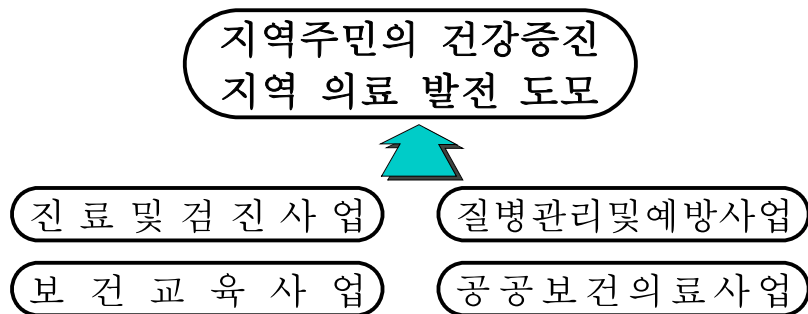 지역주민의 건강증진
지역 의료 발전 도모
진 료 및 검 진 사 업
질병관리및예방사업
보 건 교 육 사 업
공공보건의료사업